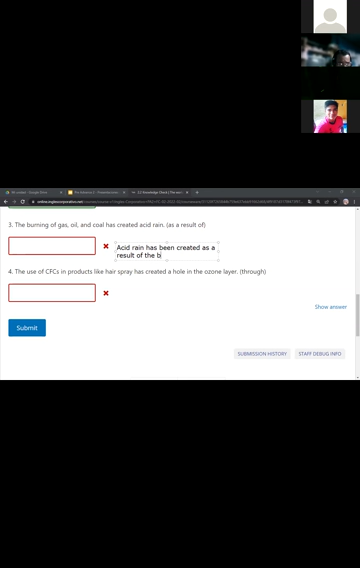 3. The burning of gas, oil, and coal has created acid rain. (as a result of)
Acid rain has been created as a
result of the b
4. The use of CFCs in products like hair spray has created a hole in the ozone layer. (through)
Show answer
Submit
SUBMISSION HISTORY
STAFF DEBUG INFO